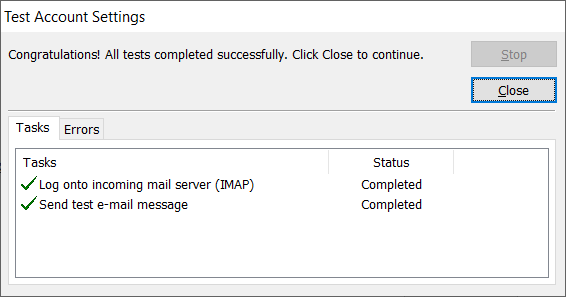 Test Account Settings
Congratulations! All tests completed successfully. Click Close to continue.
Stop
Close
Tasks Errors
Tasks Status
Log onto incoming mail server (IMAP) Completed
Send test e-mail message Completed